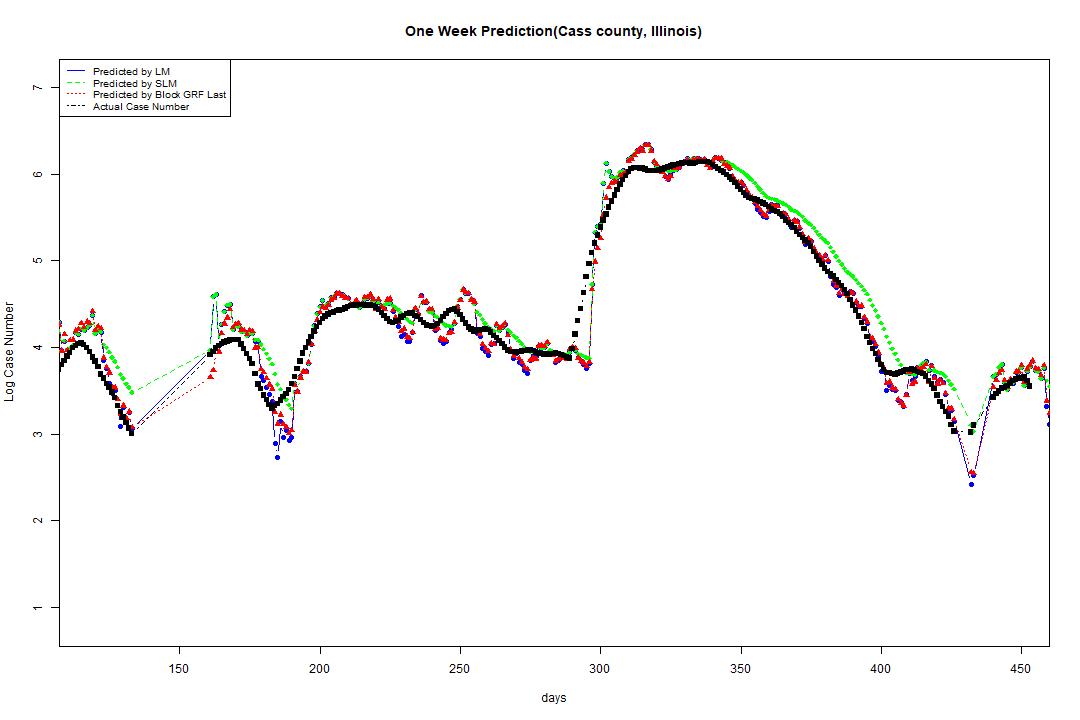 One Week Prediction(Cass county, Illinois)
Predicted by LM
Predicted by SLM
Predicted by Block GRF Last
Actual Case Number
7
6
5
4
3
2
1
Log Case Number
150 200 250 300 350 400 450
days